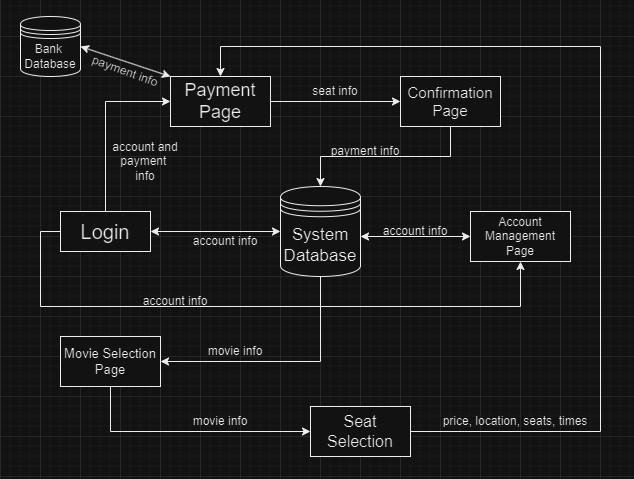 Bank
Database
payment info
Payment
Page
seat info
Confirmation
Page
account and
payment
info
payment info
Login
account info
System
Database
account info
Account
Management
Page
account info
Movie Selection
Page
movie info
movie info
Seat
Selection
price, location, seats, times